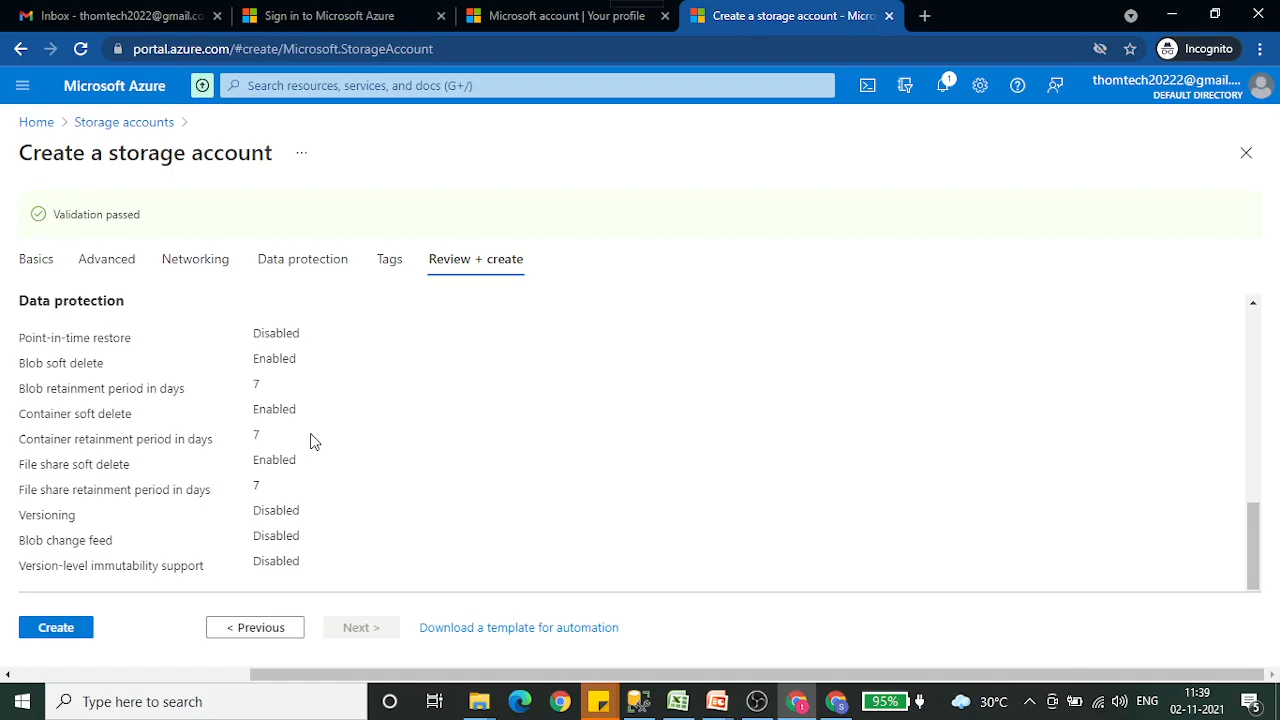 Inbox - thomtech2022@gmail.co
Sign in to Microsoft Azure
Microsoft account | Your profile
Create a storage account - Micro
portal.azure.com/#create/Microsoft.StorageAccount
Incognito
Microsoft Azure
Search resources, services, and docs (G+/)
1
thomtech20222@gmail....
DEFAULT DIRECTORY
Home > Storage accounts >
Create a storage account ...
Validation passed
Basics Advanced Networking Data protection Tags Review + create
Data protection
Point-in-time restore Disabled
Blob soft delete Enabled
Blob retainment period in days 7
Container soft delete Enabled
Container retainment period in days 7
File share soft delete Enabled
File share retainment period in days 7
Versioning Disabled
Blob change feed Disabled
Version-level immutability support Disabled
Create < Previous Next > Download a template for automation
Type here to search
95%
30°C
ENG
11:39
02-11-2021
5